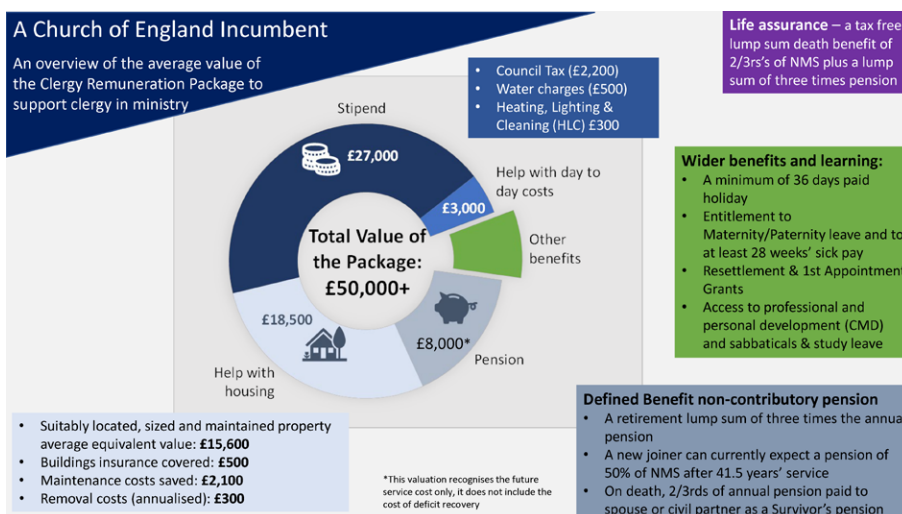 A Church of England Incumbent
An overview of the average value of
the Clergy Remuneration Package to
support clergy in ministry
• Council Tax (£2,200)
• Water charges (£500)
• Heating, Lighting &
Cleaning (HLC) £300
Life assurance – a tax free
lump sum death benefit of
2/3rs's of NMS plus a lump
sum of three times pension
Stipend
£27,000
Help with day to
day costs
£3,000
Other
benefits
Total Value of
the Package:
£50,000+
£18,500
Help with
housing
£8,000*
Pension
Wider benefits and learning:
• A minimum of 36 days paid
holiday
• Entitlement to
Maternity/Paternity leave and to
at least 28 weeks' sick pay
• Resettlement & 1st Appointment
Grants
• Access to professional and
personal development (CMD)
and sabbaticals & study leave
• Suitably located, sized and maintained property
average equivalent value: £15,600
• Buildings insurance covered: £500
• Maintenance costs saved: £2,100
• Removal costs (annualised): £300
*This valuation recognises the future
service cost only, it does not include the
cost of deficit recovery
Defined Benefit non-contributory pension
• A retirement lump sum of three times the annua
pension
• A new joiner can currently expect a pension of
50% of NMS after 41.5 years' service
• On death, 2/3rds of annual pension paid to
spouse or civil partner as a Survivor's pension